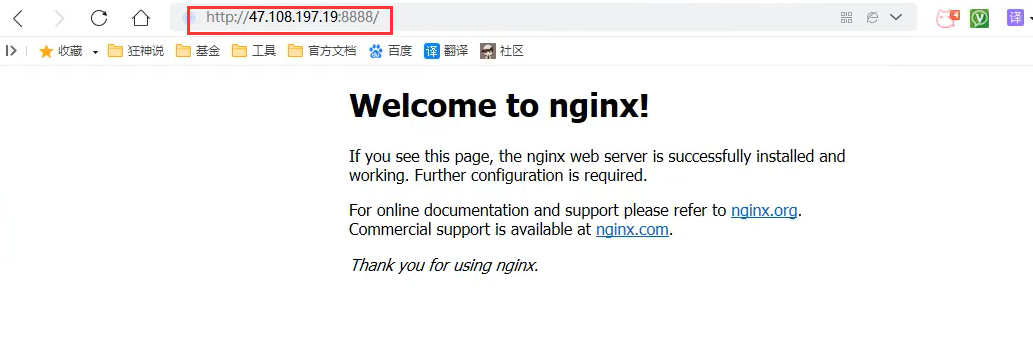 http://47.108.197.19:8888/
4
V
译
收藏 狂神说 基金 工具 官方文档 百度 译 翻译 社区
Welcome to nginx!
If you see this page, the nginx web server is successfully installed and
working. Further configuration is required.
For online documentation and support please refer to nginx.org.
Commercial support is available at nginx.com.
Thank you for using nginx.